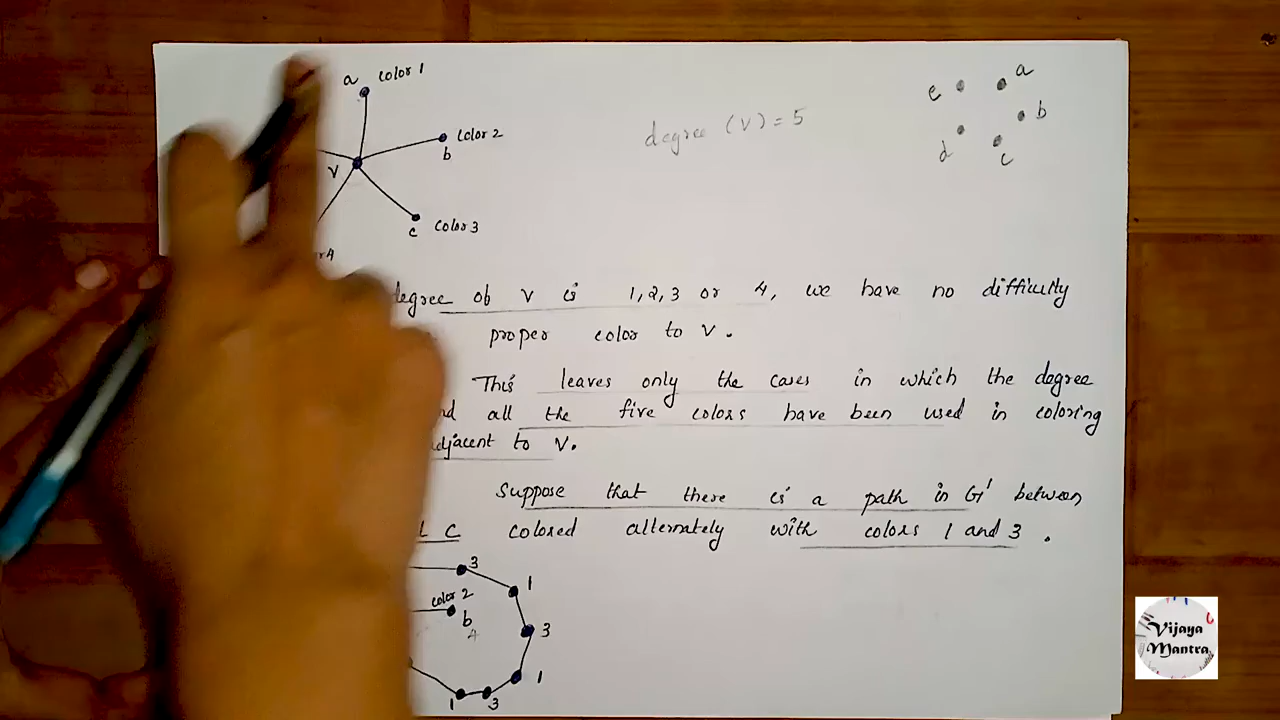 a color 1
color 2
b
V
c color 3
4
degree (V) = 5
e a
b
d c
degree of V is 1, 2, 3 or 4, we have no difficulty
proper color to V.
This leaves only the cases in which the degree
all the five colors have been used in coloring
adjacent to V.
Suppose that there is a path in G' between
C colored alternately with colors 1 and 3.
3
1
color 2
b
4
3
1
1 3
Vijaya
Mantra